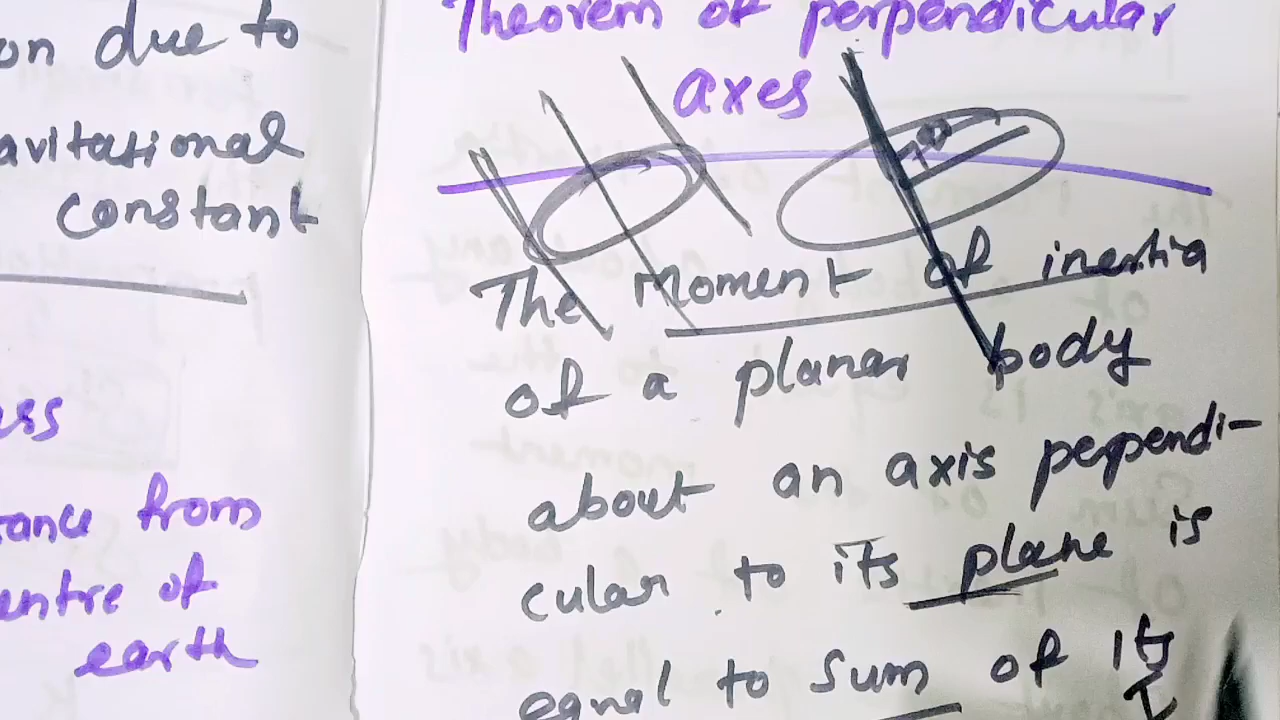 on due to
avitational
constant
ess
tance from
entre of
earth
Theorem of perpendicular
axes
The Moment of inertia
of a planar body
about an axis perpendi-
cular to its plane is
equal to sum of its
I